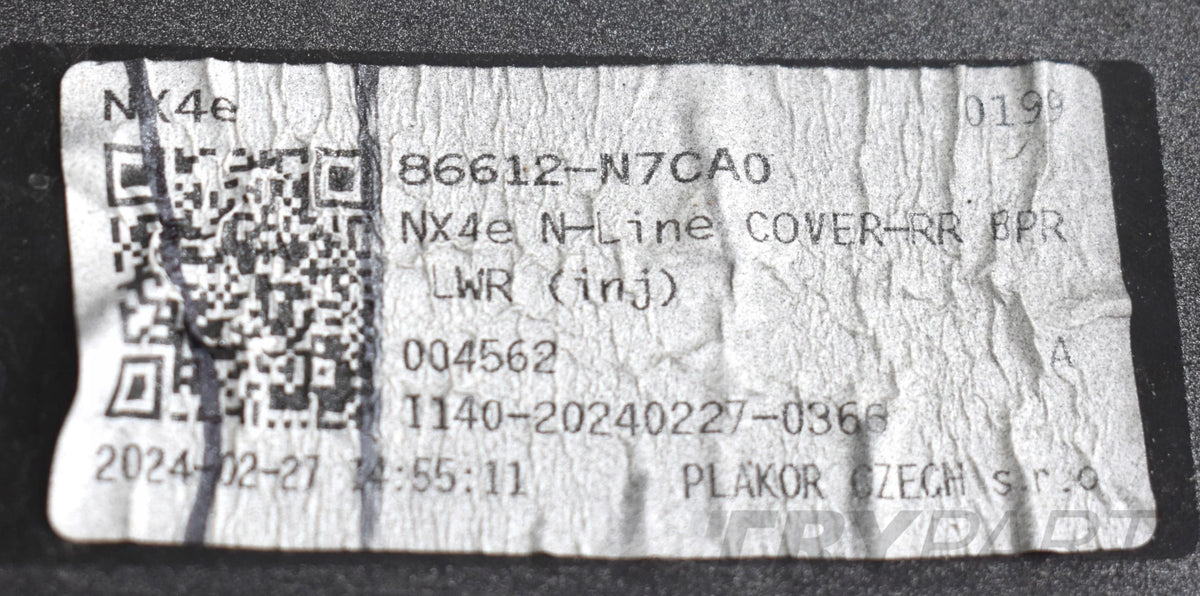 NX4e 0199
86612-N7CA0
NX4e N-Line COVER-RR BPR
LWR (inj)
004562 A
I140-20240227-0366
2024-02-27 14:55:11 PLAKOR CZECH s.r.o
TRYPART